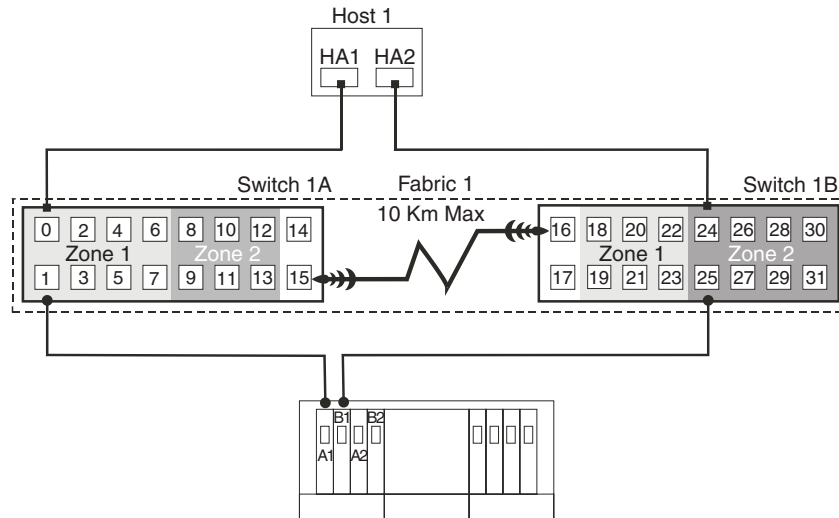 Host 1
HA1 HA2
Switch 1A Fabric 1 Switch 1B
10 Km Max
0 2 4 6 8 10 12 14 16 18 20 22 24 26 28 30
Zone 1 Zone 2 Zone 1 Zone 2
1 3 5 7 9 11 13 15 17 19 21 23 25 27 29 31
B1 B2
A1 A2